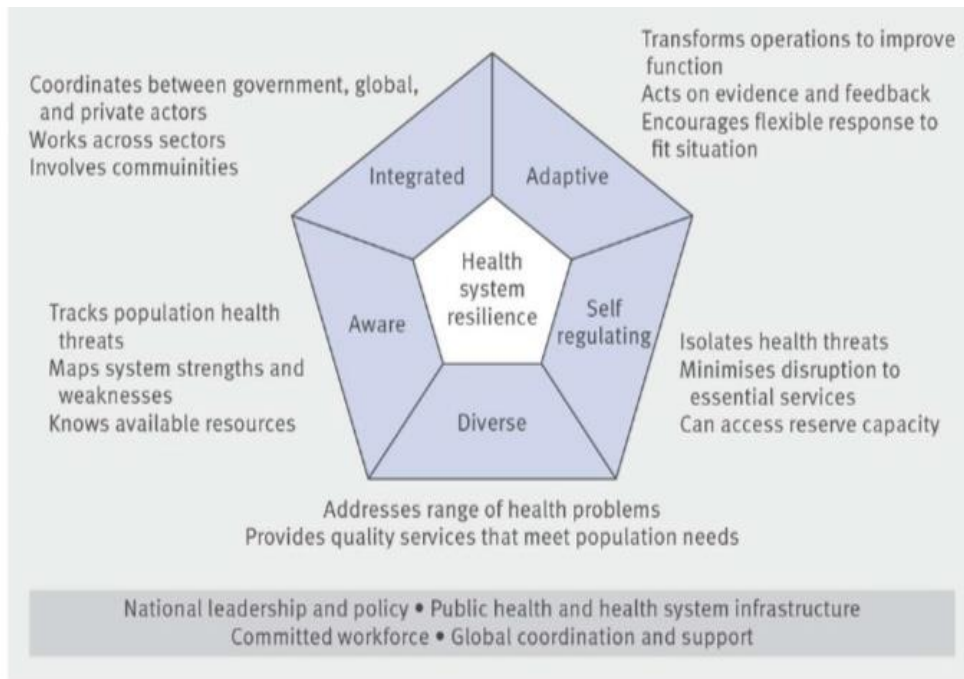 Coordinates between government, global,
and private actors
Works across sectors
Involves commuinities
Transforms operations to improve
function
Acts on evidence and feedback
Encourages flexible response to
fit situation
Integrated
Adaptive
Health
system
resilience
Aware
Self
regulating
Diverse
Tracks population health
threats
Maps system strengths and
weaknesses
Knows available resources
Isolates health threats
Minimises disruption to
essential services
Can access reserve capacity
Addresses range of health problems
Provides quality services that meet population needs
National leadership and policy • Public health and health system infrastructure
Committed workforce • Global coordination and support